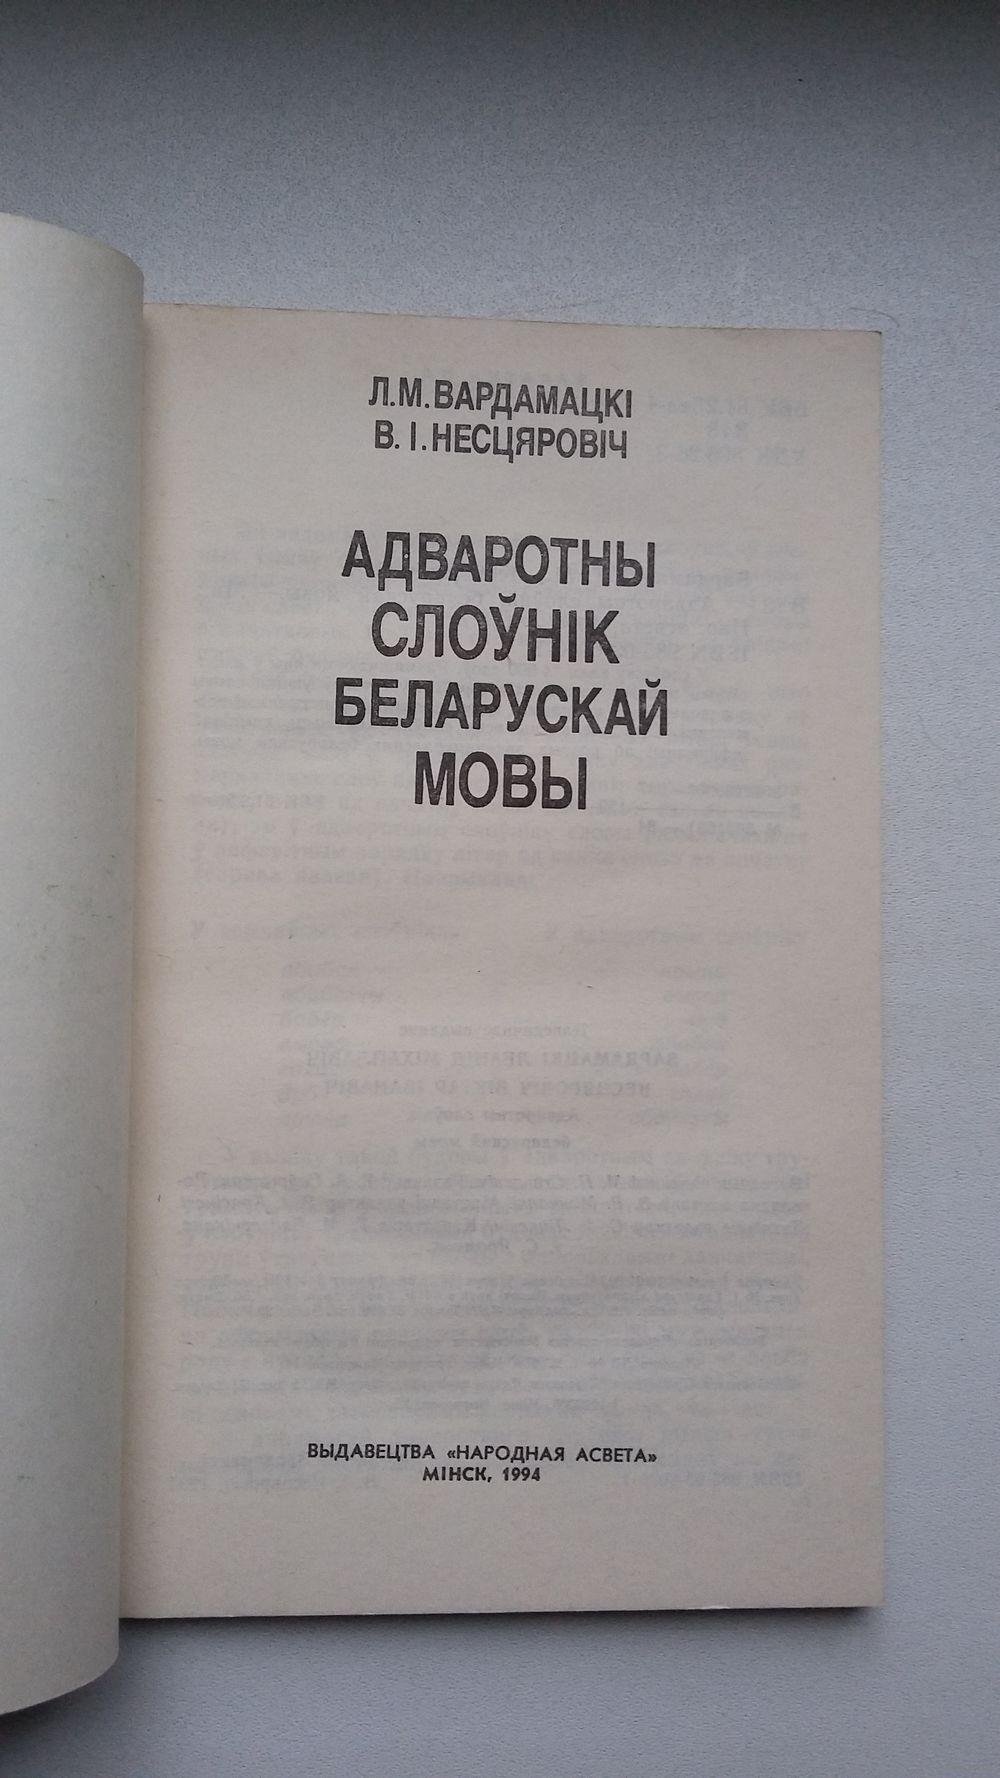 Л.М.ВАРДАМАЦКІ
В. І. НЕСЦЯРОВІЧ
АДВАРОТНЫ
СЛОЎНІК
БЕЛАРУСКАЙ
МОВЫ
ВЫДАВЕЦТВА «НАРОДНАЯ АСВЕТА»
МІНСК, 1994